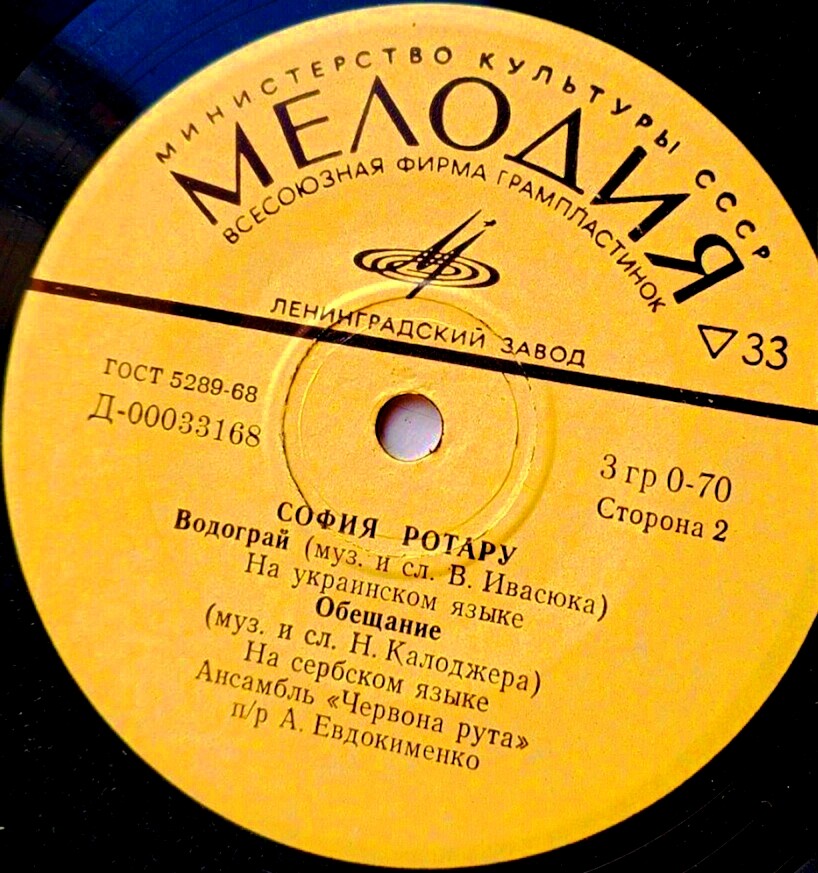 МИНИСТЕРСТВО КУЛЬТУРЫ СССР
МЕЛОДИЯ
ВСЕСОЮЗНАЯ ФИРМА ГРАМПЛАСТИНОК
ЛЕНИНГРАДСКИЙ ЗАВОД
33
ГОСТ 5289-68
Д-00033168
3 гр 0-70
Сторона 2
СОФИЯ РОТАРУ
Водограй (муз. и сл. В. Ивасюка)
На украинском языке
Обещание
(муз. и сл. Н. Калоджера)
На сербском языке
Ансамбль «Червона рута»
п/р А. Евдокименко